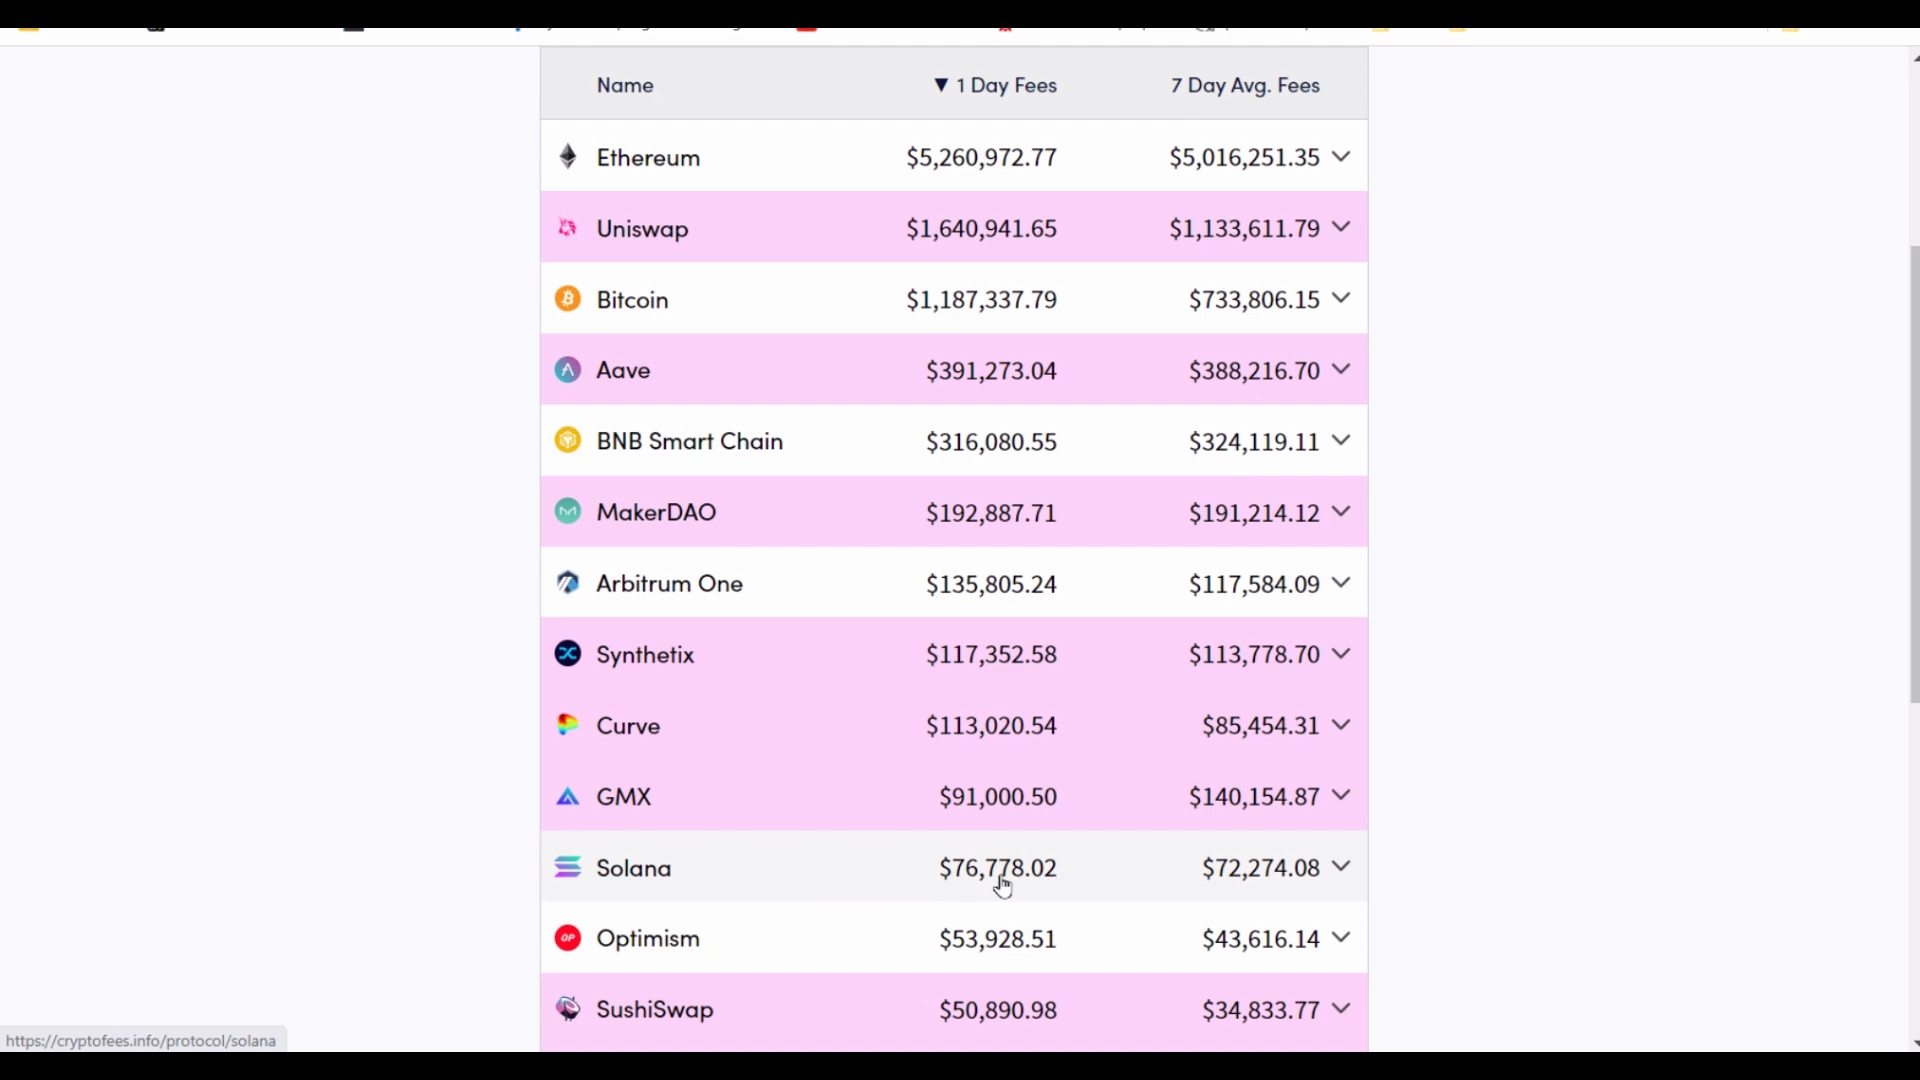 Name ▼ 1 Day Fees 7 Day Avg. Fees
Ethereum $5,260,972.77 $5,016,251.35
Uniswap $1,640,941.65 $1,133,611.79
Bitcoin $1,187,337.79 $733,806.15
Aave $391,273.04 $388,216.70
BNB Smart Chain $316,080.55 $324,119.11
MakerDAO $192,887.71 $191,214.12
Arbitrum One $135,805.24 $117,584.09
Synthetix $117,352.58 $113,778.70
Curve $113,020.54 $85,454.31
GMX $91,000.50 $140,154.87
Solana $76,778.02 $72,274.08
OP Optimism $53,928.51 $43,616.14
SushiSwap $50,890.98 $34,833.77
https://cryptofees.info/protocol/solana